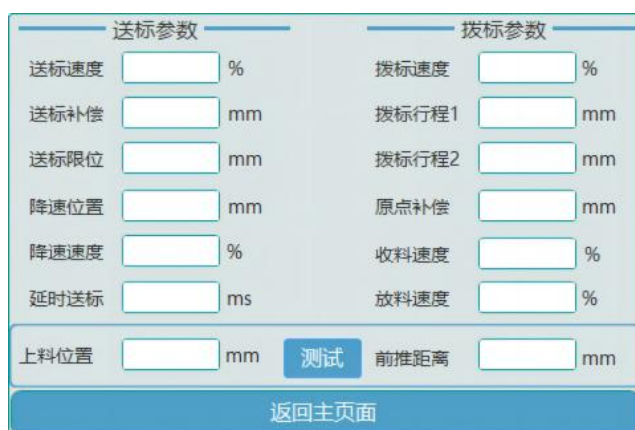 送标参数 拨标参数
送标速度 % 拨标速度 %
送标补偿 mm 拨标行程1 mm
送标限位 mm 拨标行程2 mm
降速位置 mm 原点补偿 mm
降速速度 % 收料速度 %
延时送标 ms 放料速度 %
上料位置 mm 测试 前推距离 mm
返回主页面